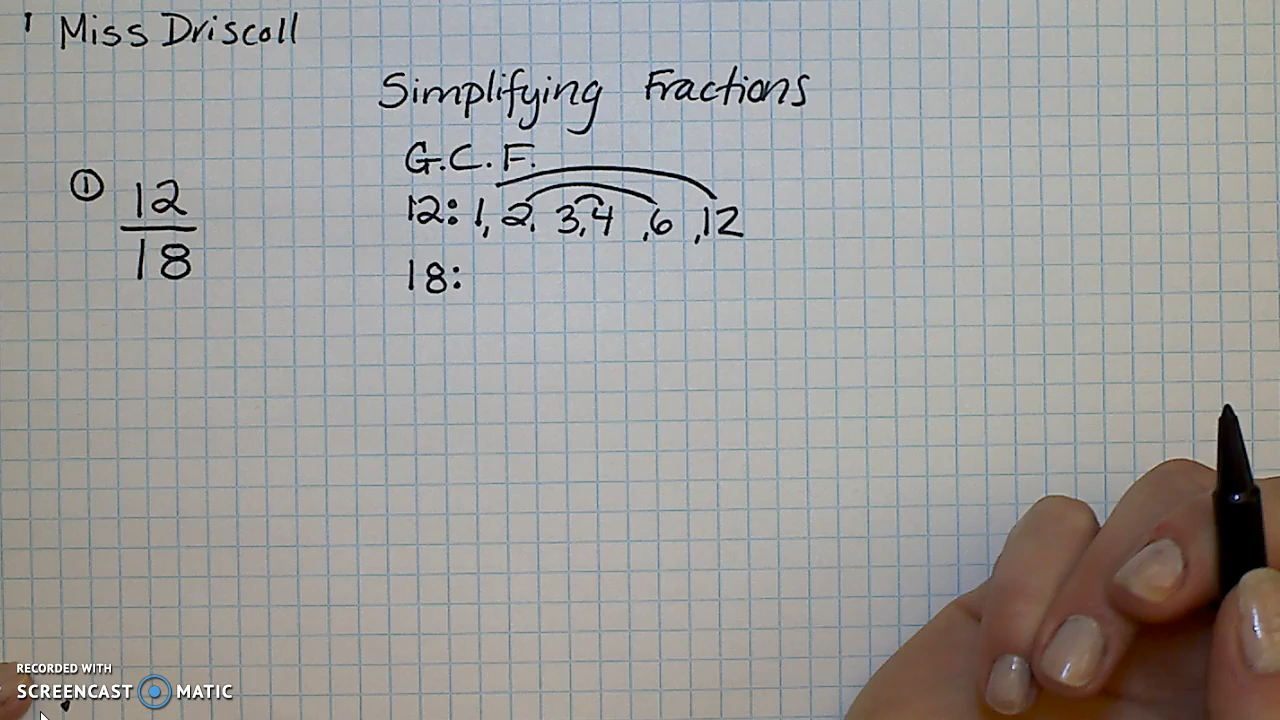 Miss Driscoll
Simplifying Fractions
G.C.F.
① 12
18
12: 1, 2, 3, 4, 6, 12
18:
RECORDED WITH
SCREENCAST MATIC